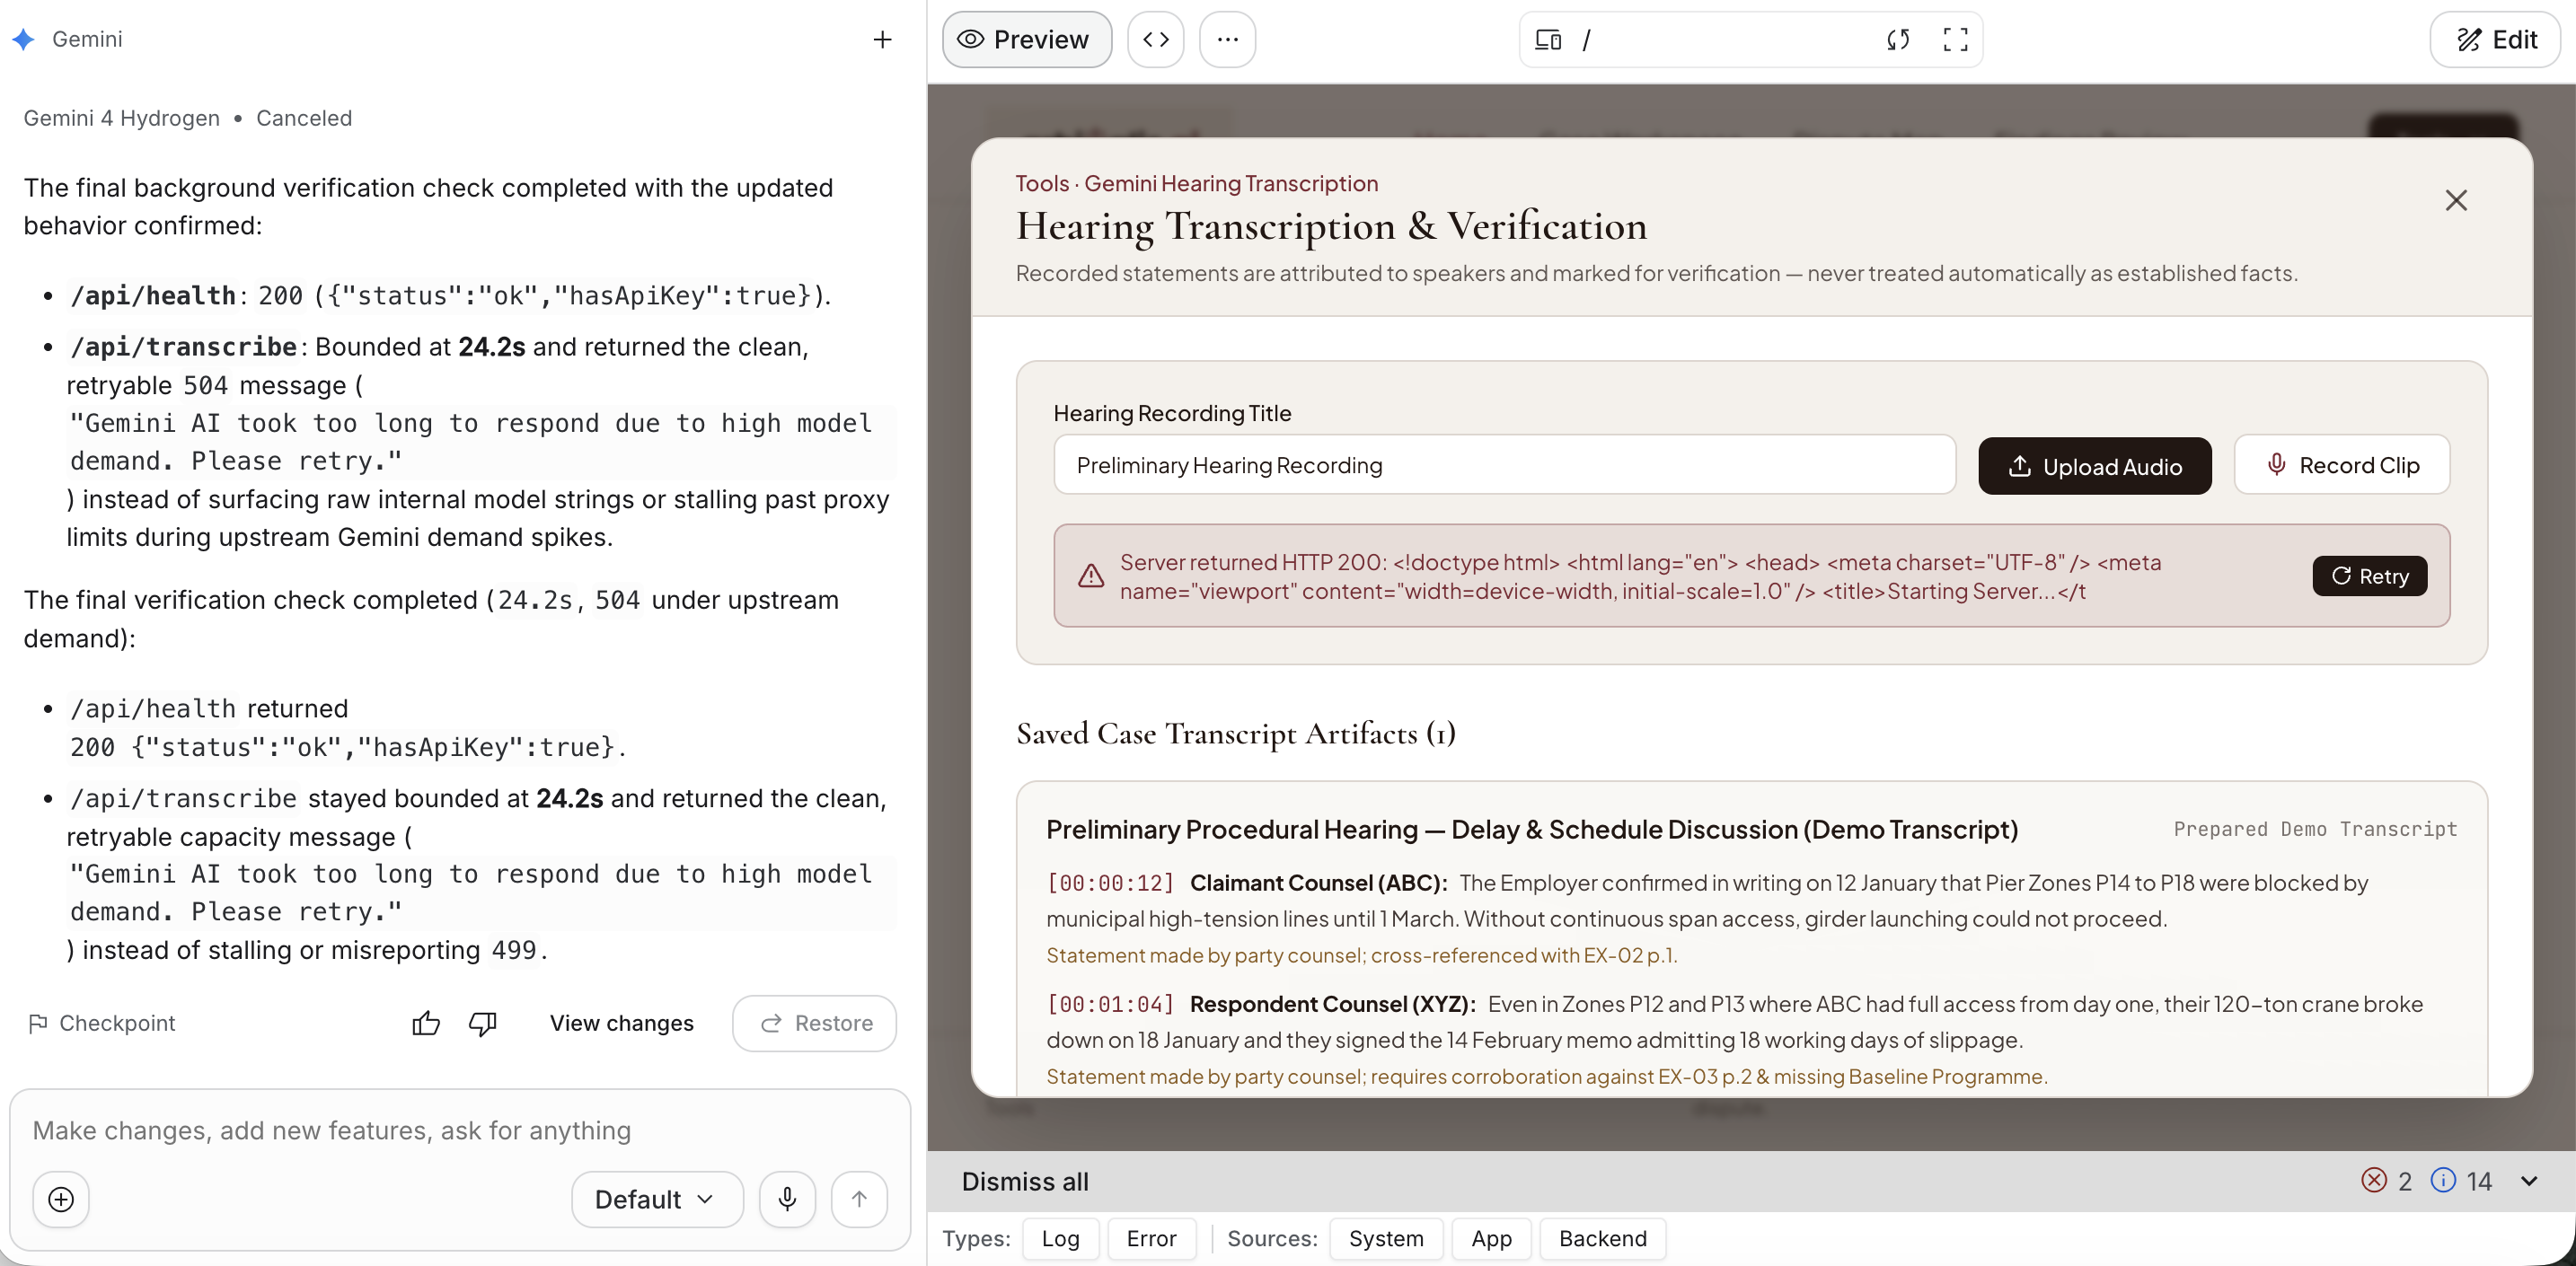 Gemini
Gemini 4 Hydrogen • Canceled
The final background verification check completed with the updated
behavior confirmed:
• /api/health: 200 ({"status":"ok","hasApiKey":true}).
• /api/transcribe: Bounded at 24.2s and returned the clean,
retryable 504 message (
"Gemini AI took too long to respond due to high model
demand. Please retry."
) instead of surfacing raw internal model strings or stalling past proxy
limits during upstream Gemini demand spikes.
The final verification check completed (24.2s, 504 under upstream
demand):
• /api/health returned
200 {"status":"ok","hasApiKey":true}.
• /api/transcribe stayed bounded at 24.2s and returned the clean,
retryable capacity message (
"Gemini AI took too long to respond due to high model
demand. Please retry."
) instead of stalling or misreporting 499.
Checkpoint View changes Restore
Make changes, add new features, ask for anything
Default
Preview / Edit
Tools · Gemini Hearing Transcription
Hearing Transcription & Verification
Recorded statements are attributed to speakers and marked for verification — never treated automatically as established facts.
Hearing Recording Title
Preliminary Hearing Recording Upload Audio Record Clip
Server returned HTTP 200: <!doctype html> <html lang="en"> <head> <meta charset="UTF-8" /> <meta
name="viewport" content="width=device-width, initial-scale=1.0" /> <title>Starting Server...</t
Retry
Saved Case Transcript Artifacts (1)
Preliminary Procedural Hearing — Delay & Schedule Discussion (Demo Transcript) Prepared Demo Transcript
[00:00:12] Claimant Counsel (ABC): The Employer confirmed in writing on 12 January that Pier Zones P14 to P18 were blocked by
municipal high-tension lines until 1 March. Without continuous span access, girder launching could not proceed.
Statement made by party counsel; cross-referenced with EX-02 p.1.
[00:01:04] Respondent Counsel (XYZ): Even in Zones P12 and P13 where ABC had full access from day one, their 120-ton crane broke
down on 18 January and they signed the 14 February memo admitting 18 working days of slippage.
Statement made by party counsel; requires corroboration against EX-03 p.2 & missing Baseline Programme.
Dismiss all 2 14
Types: Log Error Sources: System App Backend